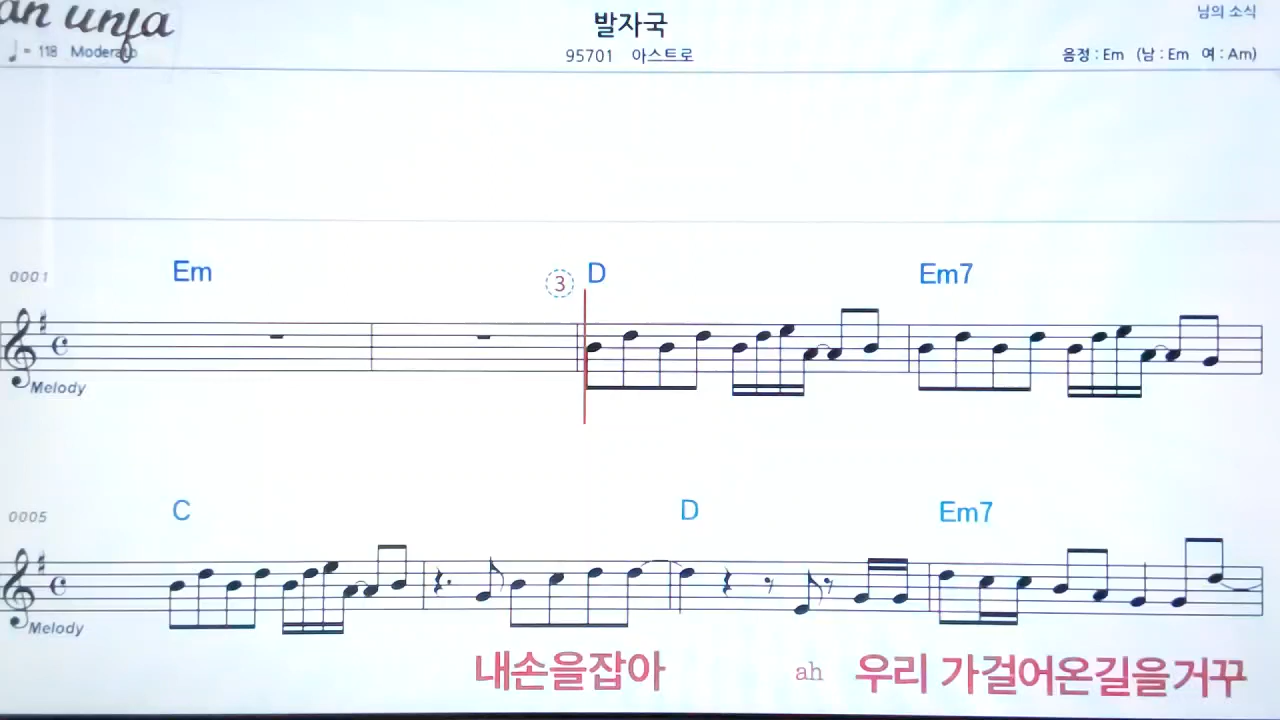 an unfa
발자국
님의 소식
♩= 118 Moderato
95701 아스트로
음정 : Em (남 : Em 여 : Am)
0001
Em
3
D
Em7
Melody
0005
C
D
Em7
Melody
내손을잡아 ah 우리 가걸어온길을거꾸